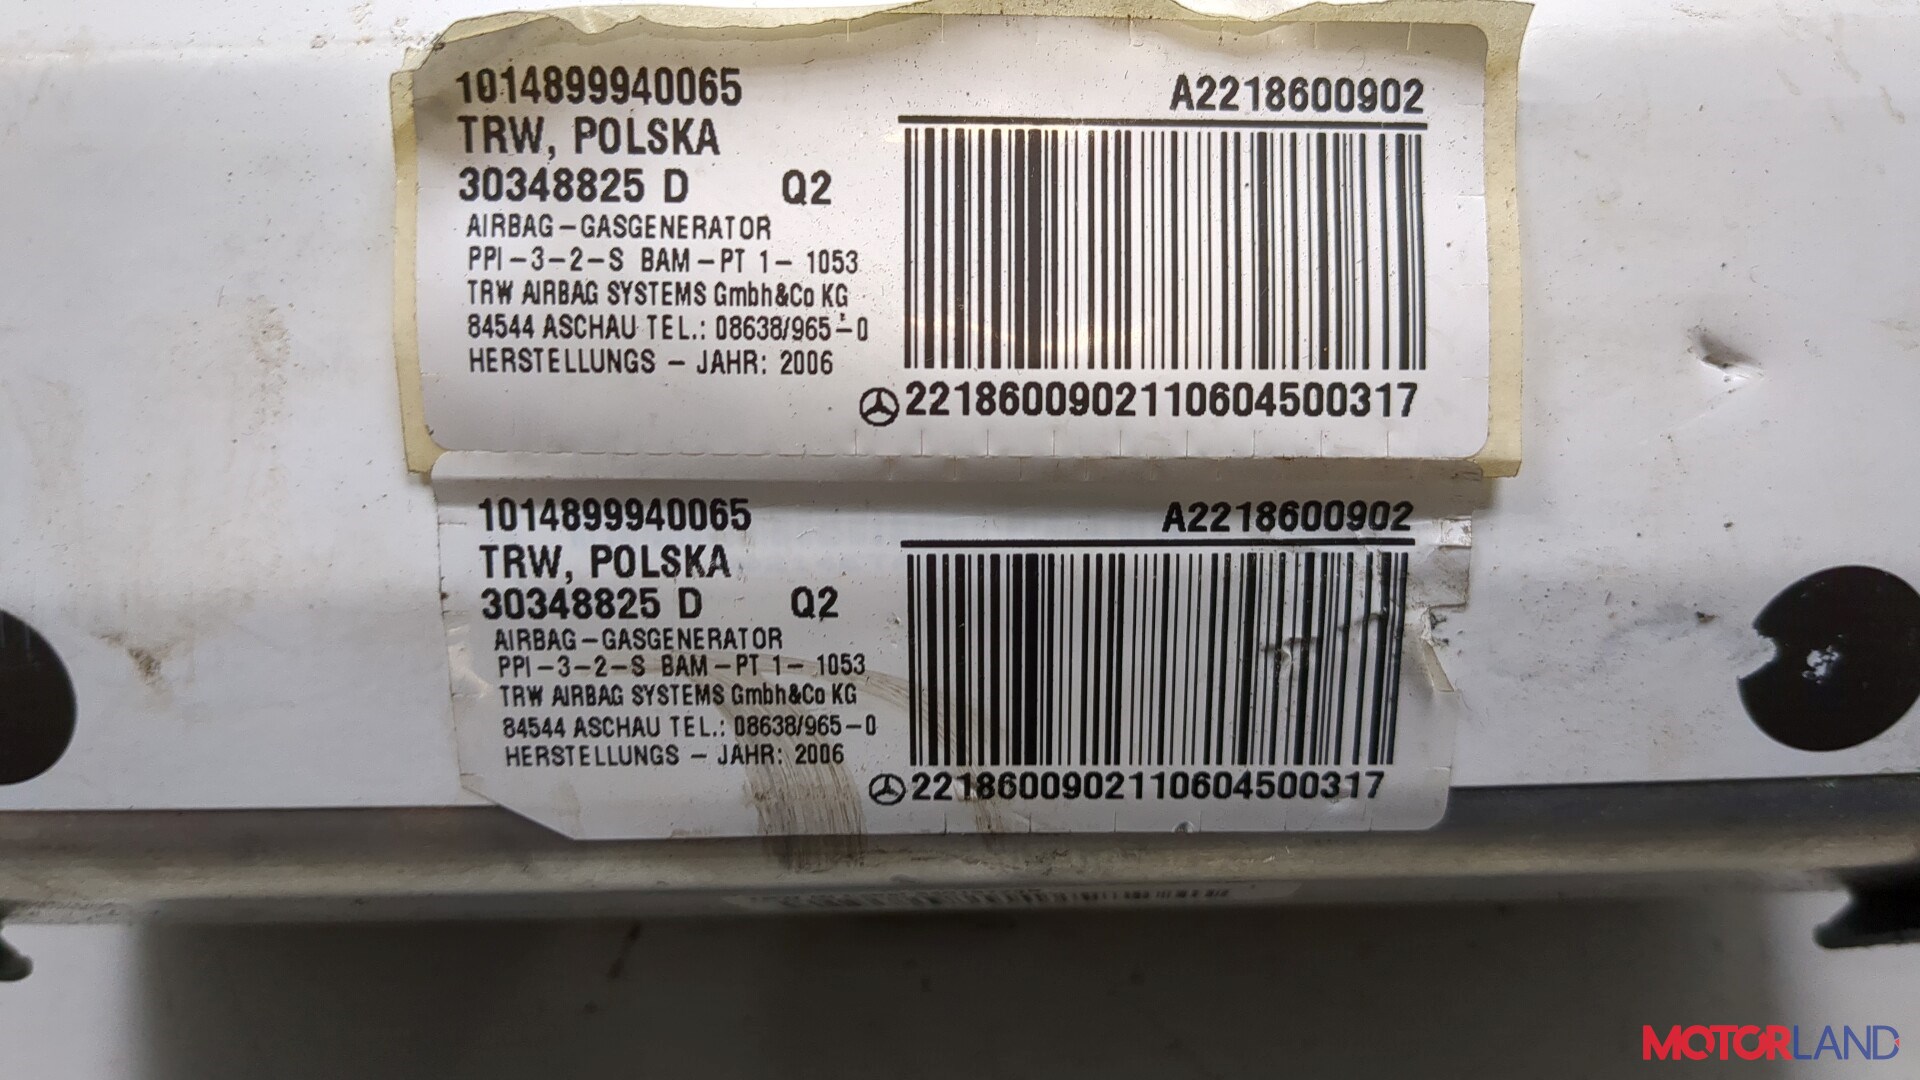 1014899940065
A2218600902
TRW, POLSKA
30348825 D Q2
AIRBAG-GASGENERATOR
PPI-3-2-S BAM-PT 1- 1053
TRW AIRBAG SYSTEMS Gmbh&Co KG
84544 ASCHAU TEL.: 08638/965-0
HERSTELLUNGS - JAHR: 2006
2218600902110604500317
1014899940065
A2218600902
TRW, POLSKA
30348825 D Q2
AIRBAG-GASGENERATOR
PPI-3-2-S BAM-PT 1- 1053
TRW AIRBAG SYSTEMS Gmbh&Co KG
84544 ASCHAU TEL.: 08638/965-0
HERSTELLUNGS - JAHR: 2006
2218600902110604500317
MOTORLAND